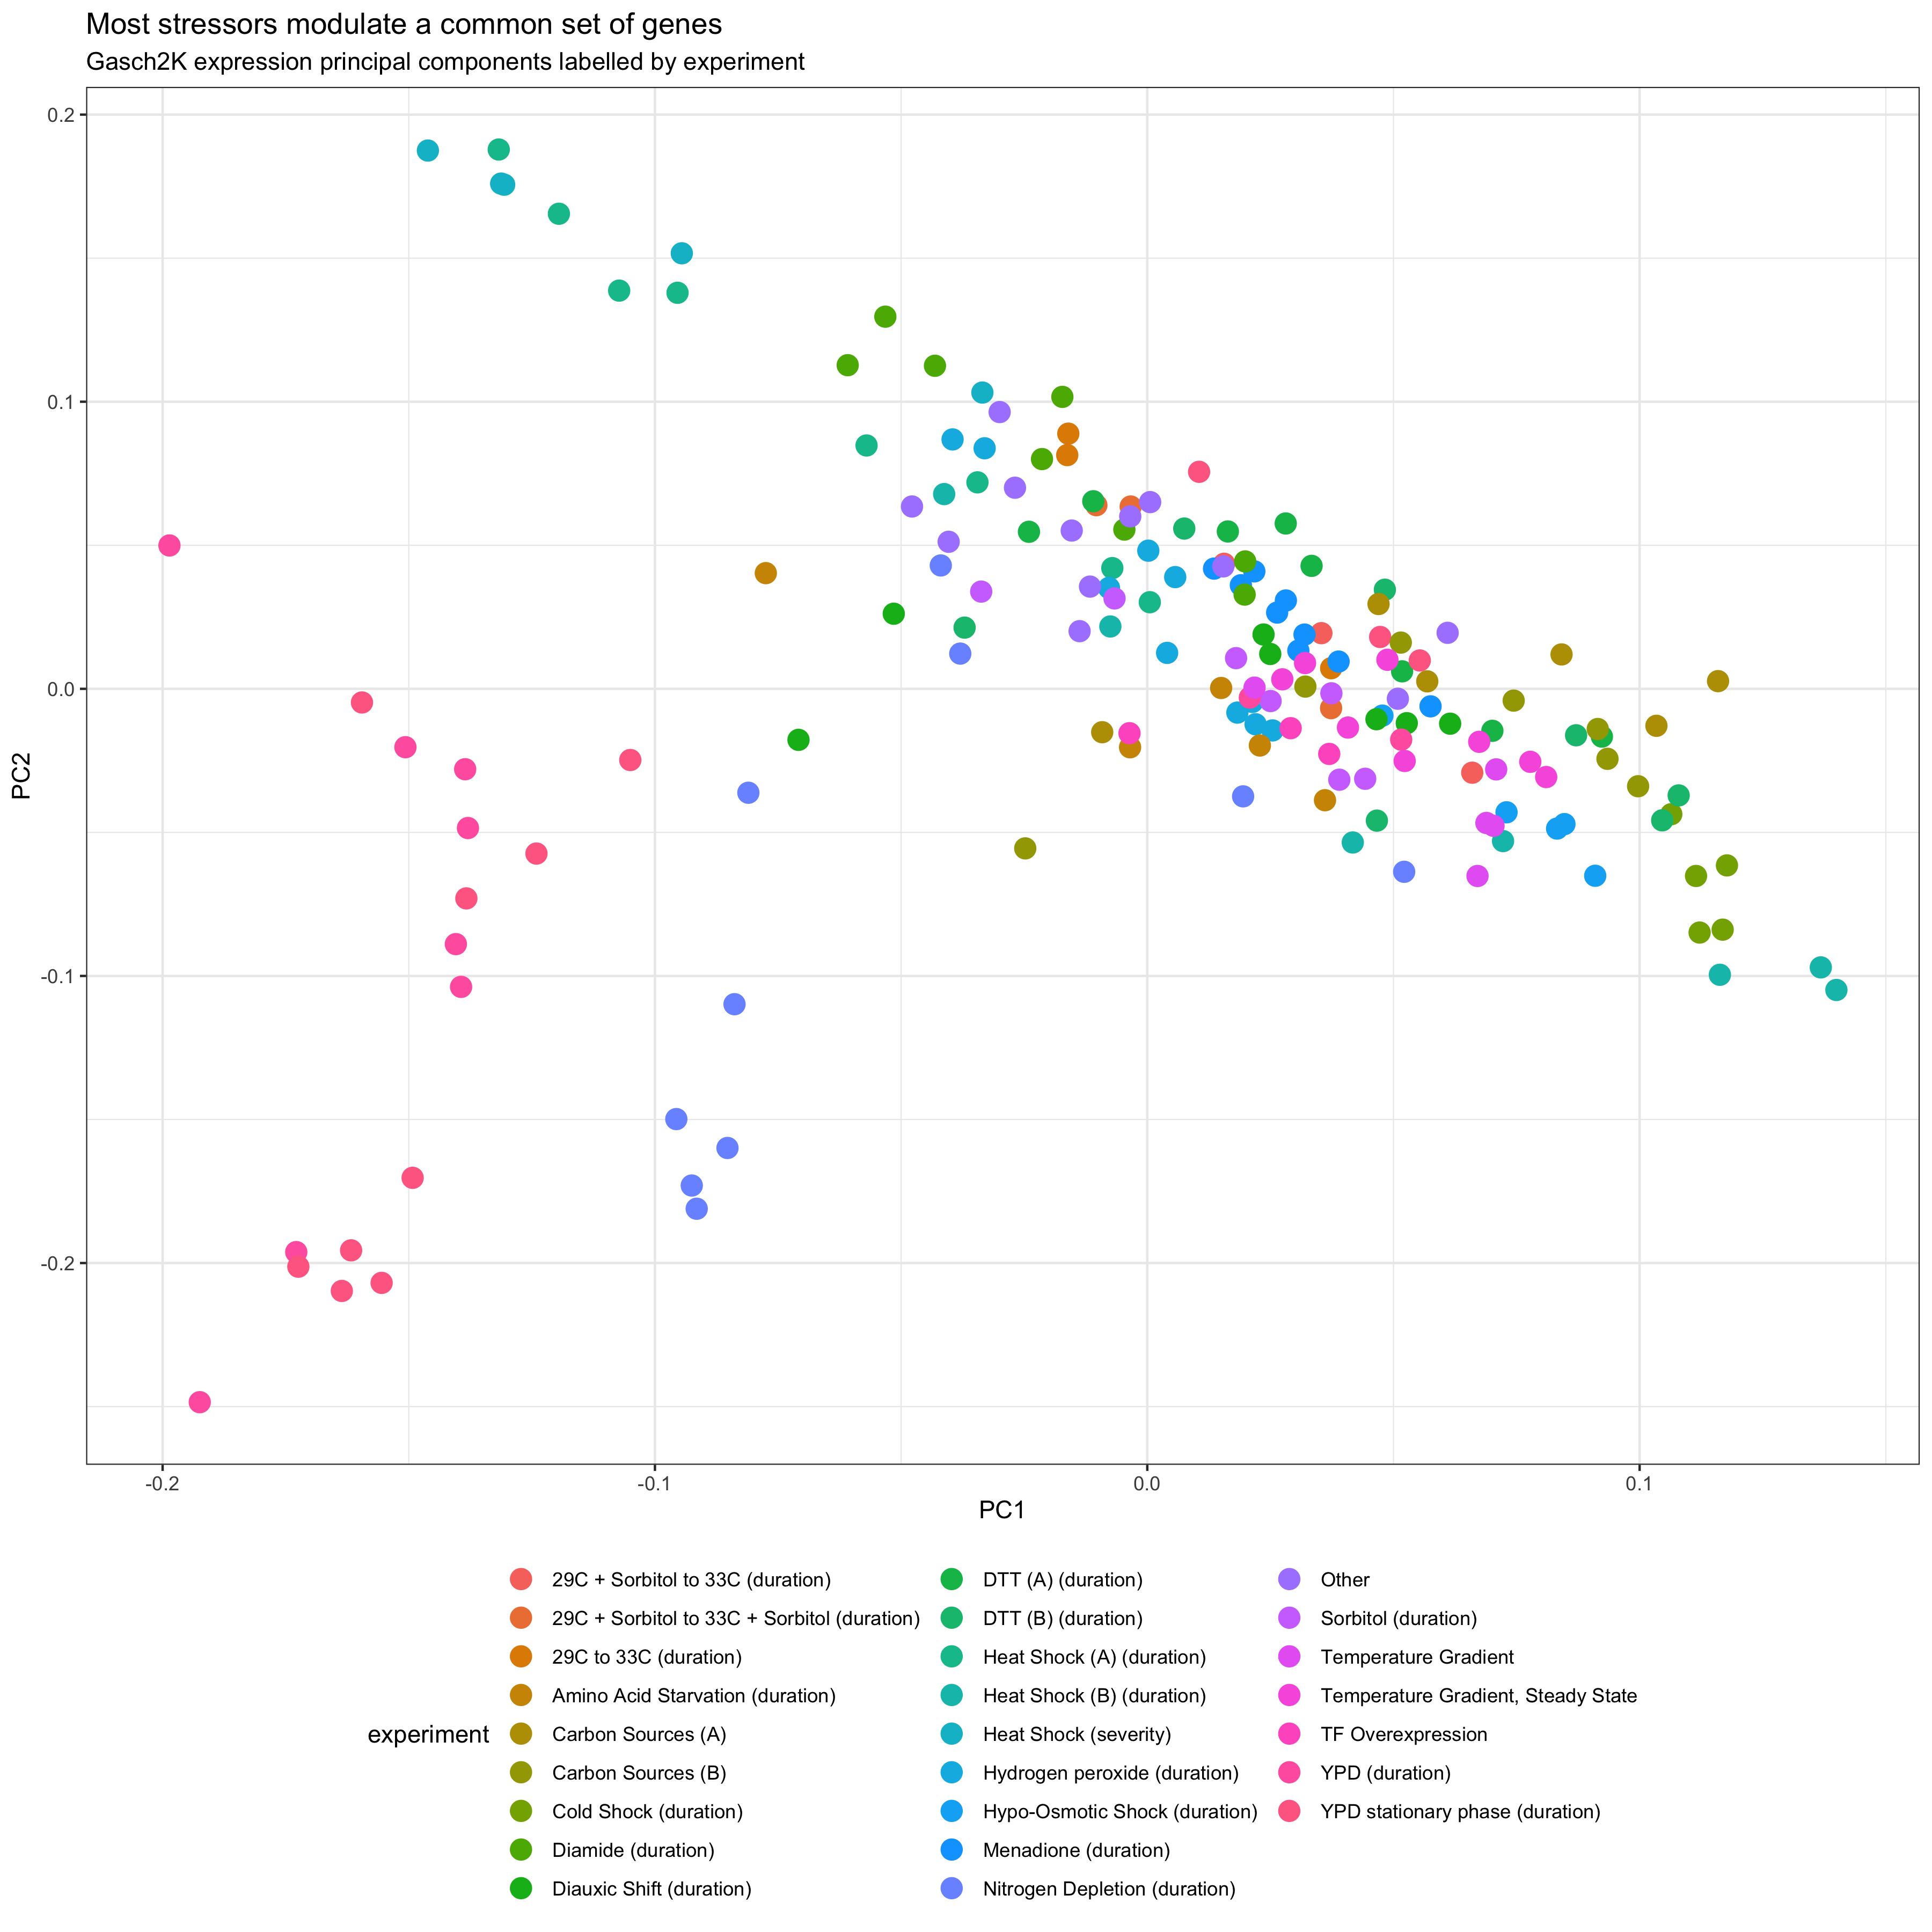 Most stressors modulate a common set of genes
Gasch2K expression principal components labelled by experiment
0.2
0.1
0.0
-0.1
-0.2
PC2
-0.2
-0.1
0.0
0.1
PC1
experiment
29C + Sorbitol to 33C (duration)
29C + Sorbitol to 33C + Sorbitol (duration)
29C to 33C (duration)
Amino Acid Starvation (duration)
Carbon Sources (A)
Carbon Sources (B)
Cold Shock (duration)
Diamide (duration)
Diauxic Shift (duration)
DTT (A) (duration)
DTT (B) (duration)
Heat Shock (A) (duration)
Heat Shock (B) (duration)
Heat Shock (severity)
Hydrogen peroxide (duration)
Hypo-Osmotic Shock (duration)
Menadione (duration)
Nitrogen Depletion (duration)
Other
Sorbitol (duration)
Temperature Gradient
Temperature Gradient, Steady State
TF Overexpression
YPD (duration)
YPD stationary phase (duration)